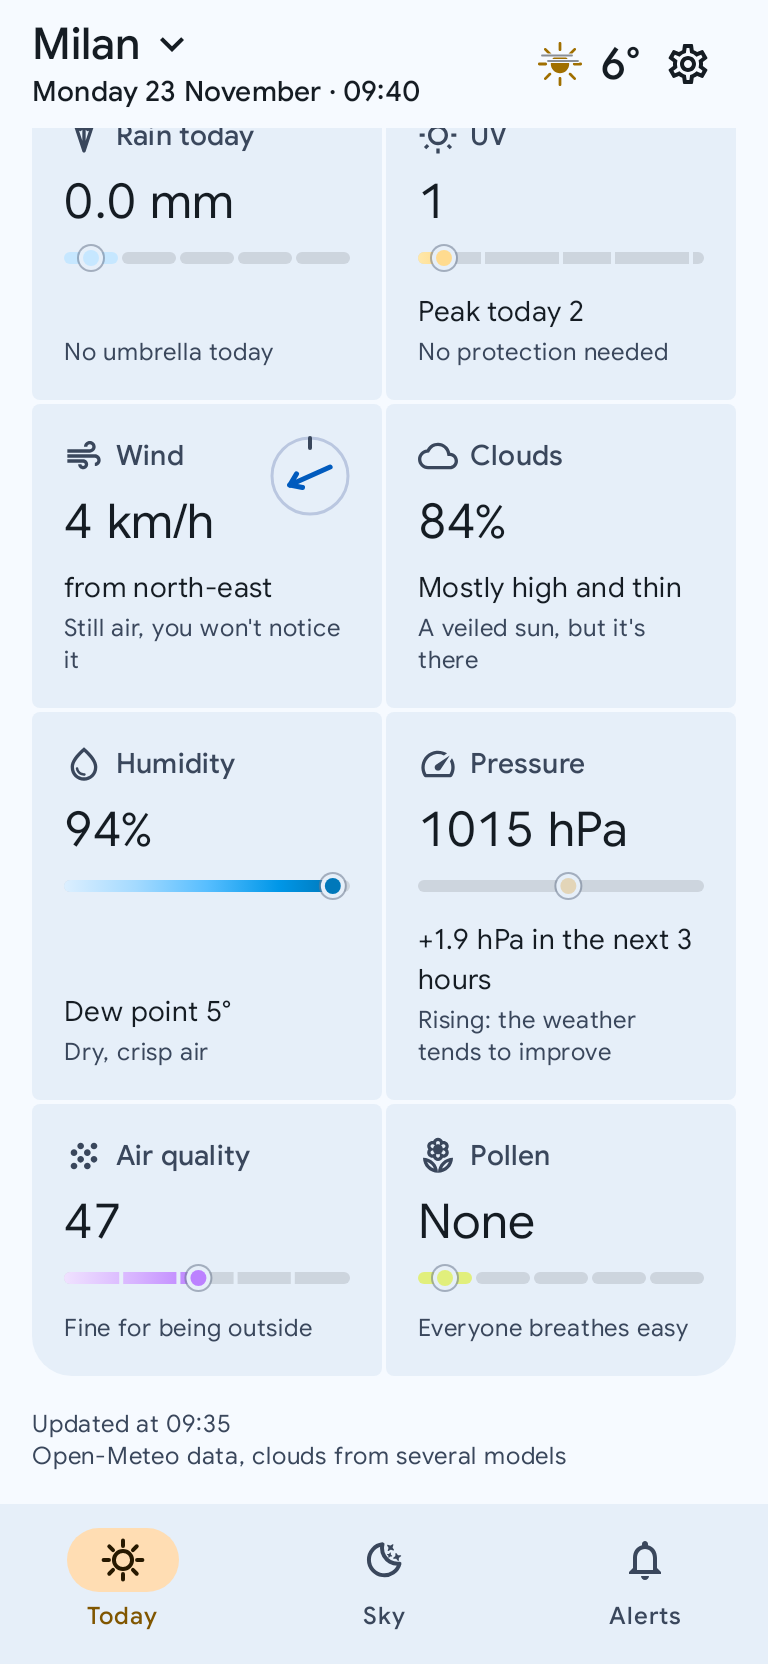 Milan
Monday 23 November · 09:40
6°
Rain today
0.0 mm
No umbrella today
UV
1
Peak today 2
No protection needed
Wind
4 km/h
from north-east
Still air, you won't notice
it
Clouds
84%
Mostly high and thin
A veiled sun, but it's
there
Humidity
94%
Dew point 5°
Dry, crisp air
Pressure
1015 hPa
+1.9 hPa in the next 3
hours
Rising: the weather
tends to improve
Air quality
47
Fine for being outside
Pollen
None
Everyone breathes easy
Updated at 09:35
Open-Meteo data, clouds from several models
Today
Sky
Alerts